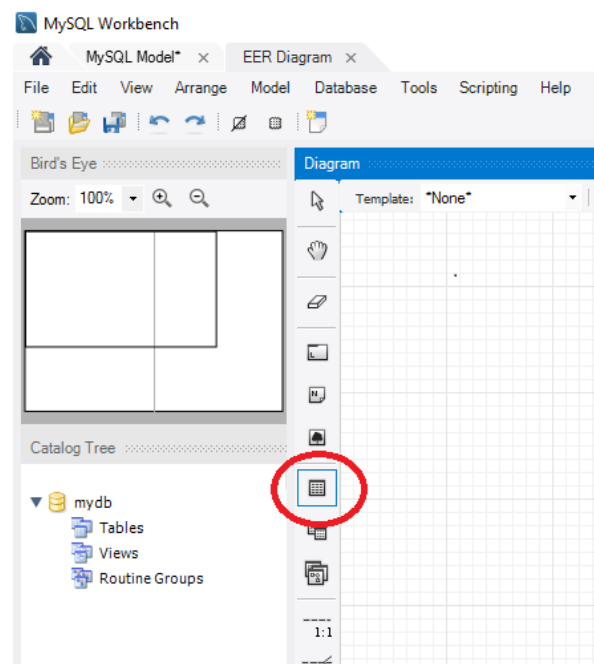 MySQL Workbench
MySQL Model* × EER Diagram ×
File Edit View Arrange Model Database Tools Scripting Help
Bird's Eye
Diagram
Zoom: 100%
Template: *None*
N
Catalog Tree
mydb
Tables
Views
Routine Groups
1:1